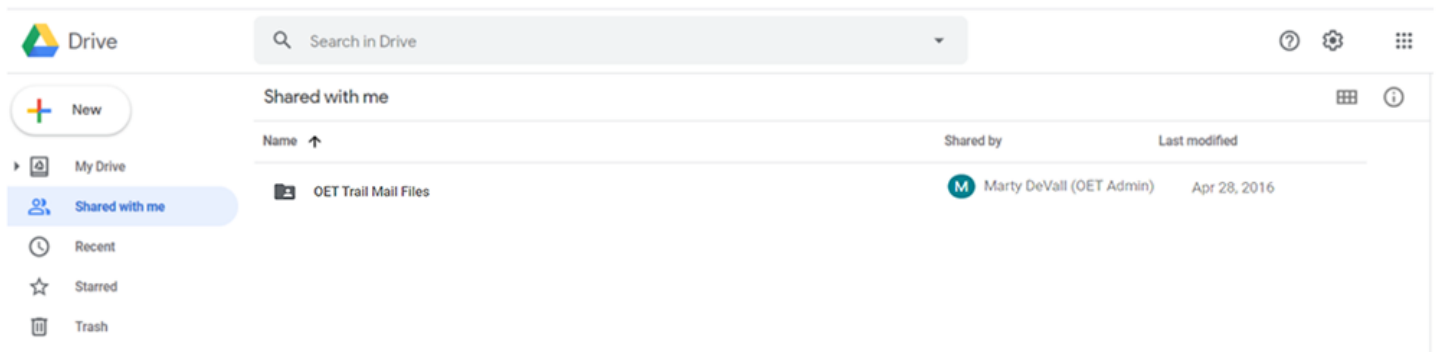 Drive
Search in Drive
New
Shared with me
Name Shared by Last modified
My Drive
OET Trail Mail Files M Marty DeVall (OET Admin) Apr 28, 2016
Shared with me
Recent
Starred
Trash